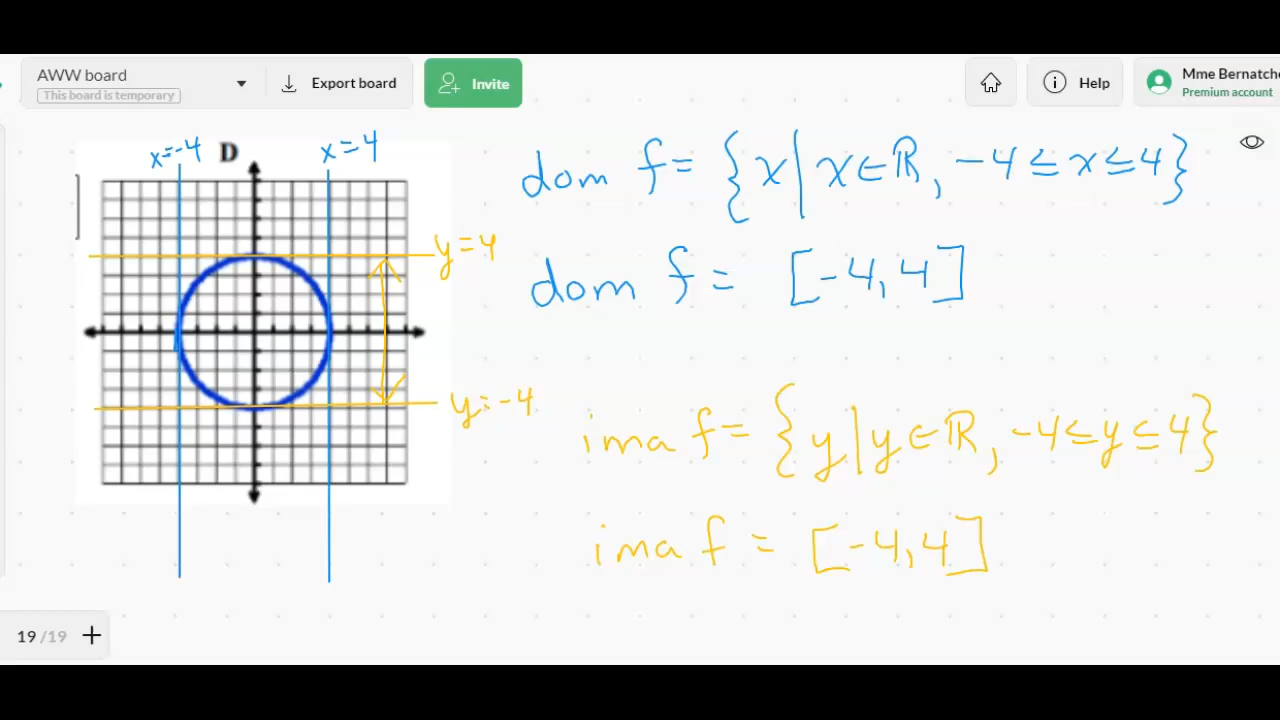 AWW board
This board is temporary
Export board
Invite
Help
Mme Bernatche
Premium account
x=-4
D
x=4
y=4
y=-4
dom f= {x|x∈ℝ, -4≤x≤4}
dom f= [-4,4]
ima f= {y|y∈ℝ, -4≤y≤4}
ima f = [-4,4]
19/19 +